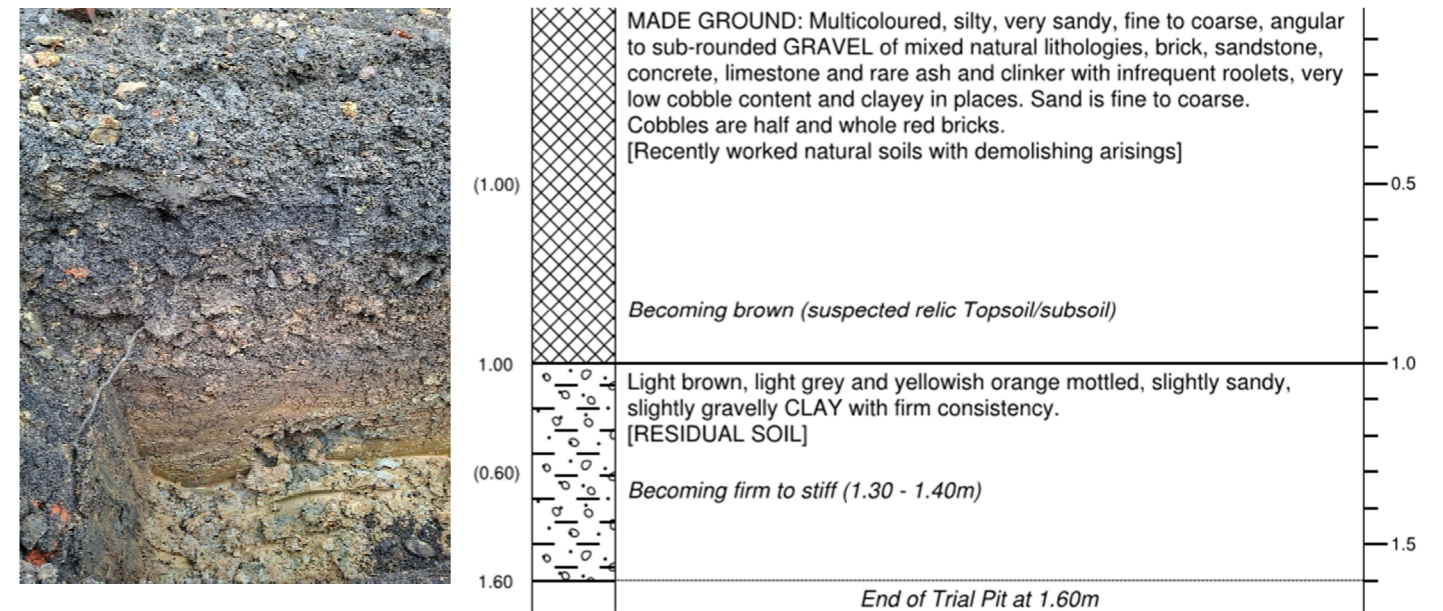 MADE GROUND: Multicoloured, silty, very sandy, fine to coarse, angular
to sub-rounded GRAVEL of mixed natural lithologies, brick, sandstone,
concrete, limestone and rare ash and clinker with infrequent roolets, very
low cobble content and clayey in places. Sand is fine to coarse.
Cobbles are half and whole red bricks.
[Recently worked natural soils with demolishing arisings]
(1.00)
0.5
Becoming brown (suspected relic Topsoil/subsoil)
1.00
1.0
Light brown, light grey and yellowish orange mottled, slightly sandy,
slightly gravelly CLAY with firm consistency.
[RESIDUAL SOIL]
(0.60)
Becoming firm to stiff (1.30 - 1.40m)
1.5
1.60
End of Trial Pit at 1.60m